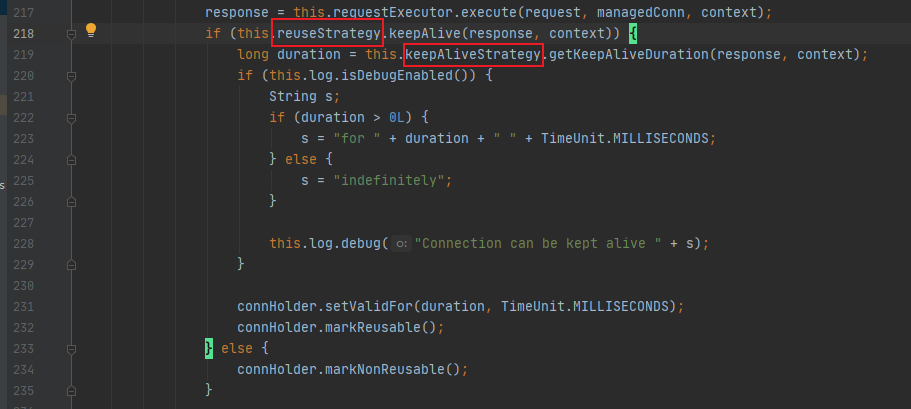 217 response = this.requestExecutor.execute(request, managedConn, context);
218 if (this.reuseStrategy.keepAlive(response, context)) {
219 long duration = this.keepAliveStrategy.getKeepAliveDuration(response, context);
220 if (this.log.isDebugEnabled()) {
221 String s;
222 if (duration > 0L) {
223 s = "for " + duration + " " + TimeUnit.MILLISECONDS;
224 } else {
225 s = "indefinitely";
226 }
227
228 this.log.debug( o: "Connection can be kept alive " + s);
229 }
230
231 connHolder.setValidFor(duration, TimeUnit.MILLISECONDS);
232 connHolder.markReusable();
233 } else {
234 connHolder.markNonReusable();
235 }